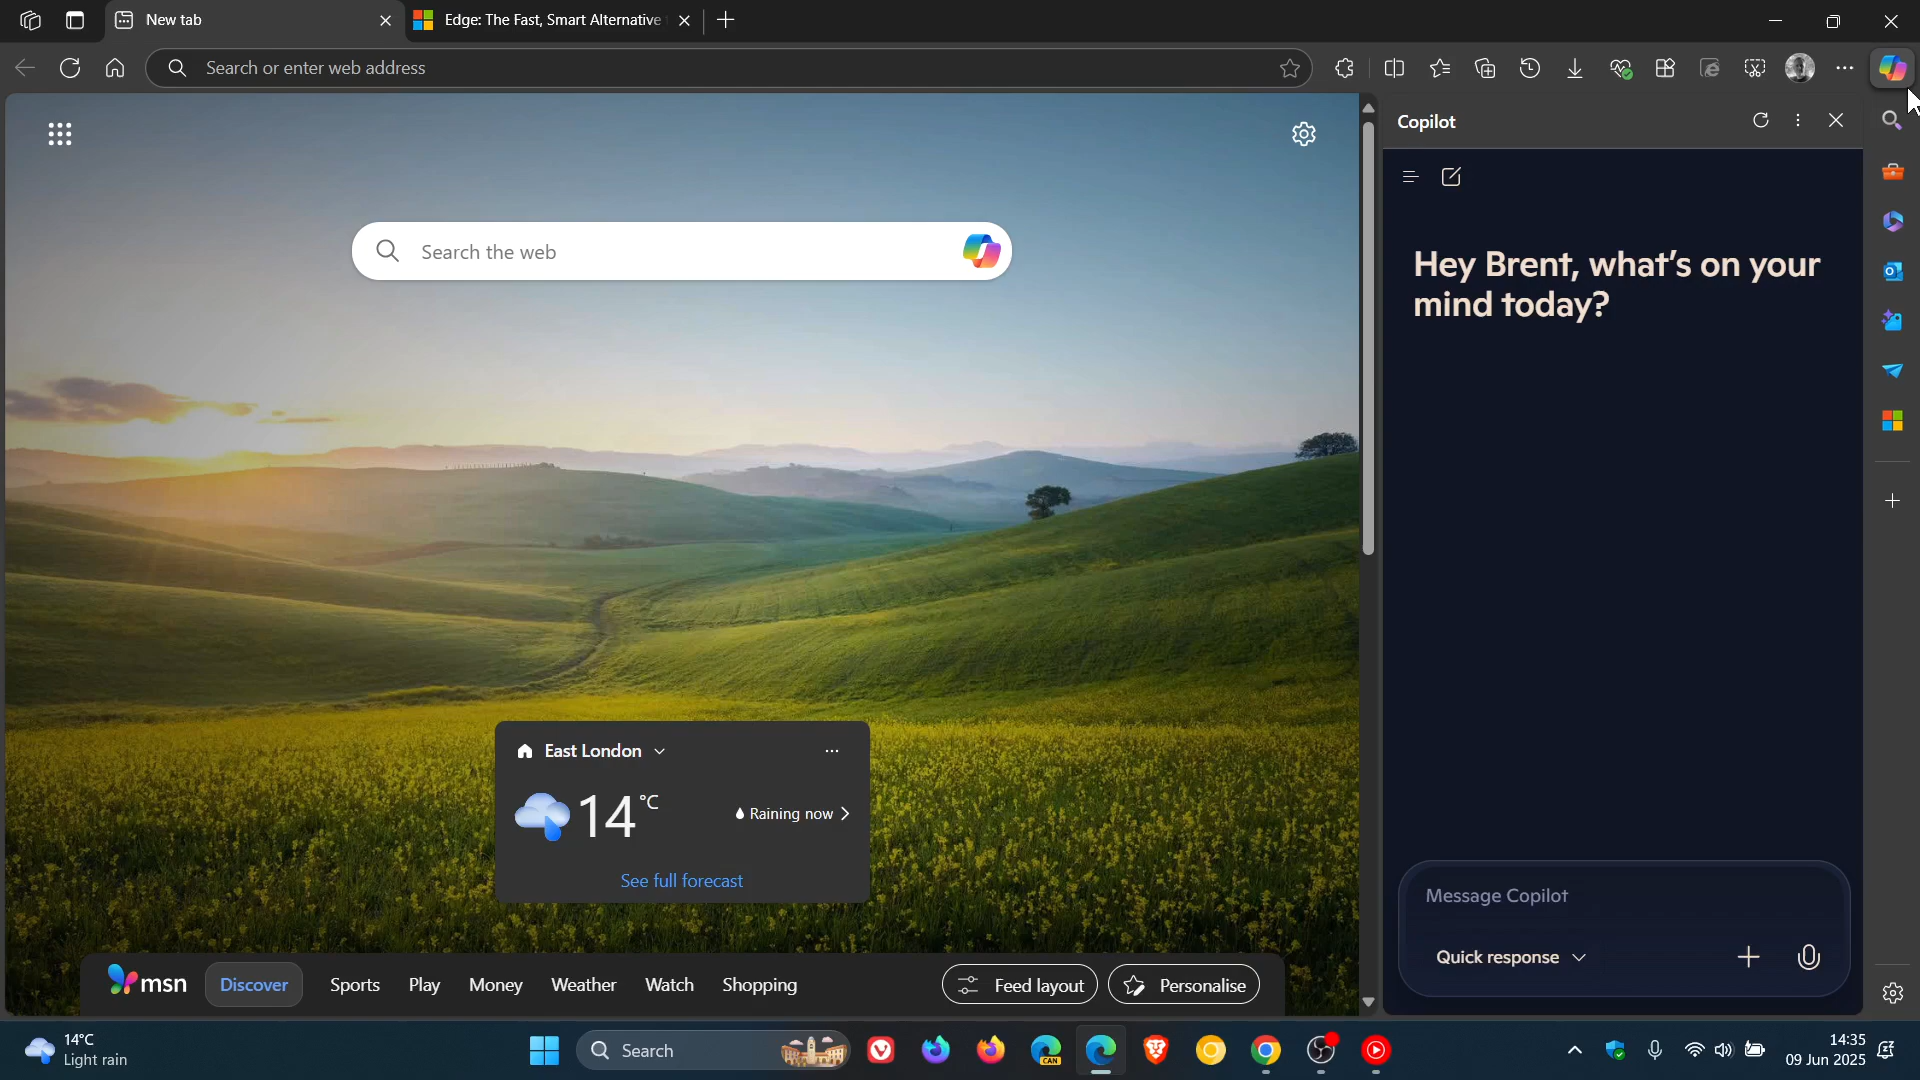 New tab
Edge: The Fast, Smart Alternative
Search or enter web address
Copilot
Search the web
Hey Brent, what's on your
mind today?
East London
14 °C
Raining now
See full forecast
Message Copilot
Quick response
msn
Discover
Sports
Play
Money
Weather
Watch
Shopping
Feed layout
Personalise
14°C
Light rain
Search
CAN
14:35
09 Jun 2025